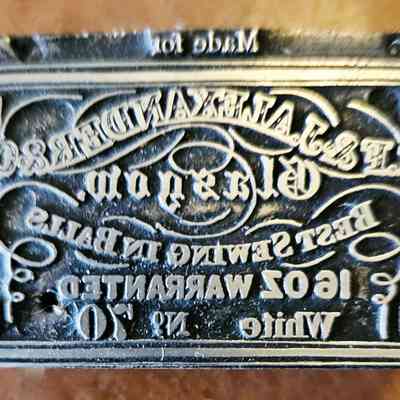 Made for
F & J. ALEXANDER & C
Glasgow.
BEST SEWING IN BALLS
16 OZ WARRANTED
White Nº 70